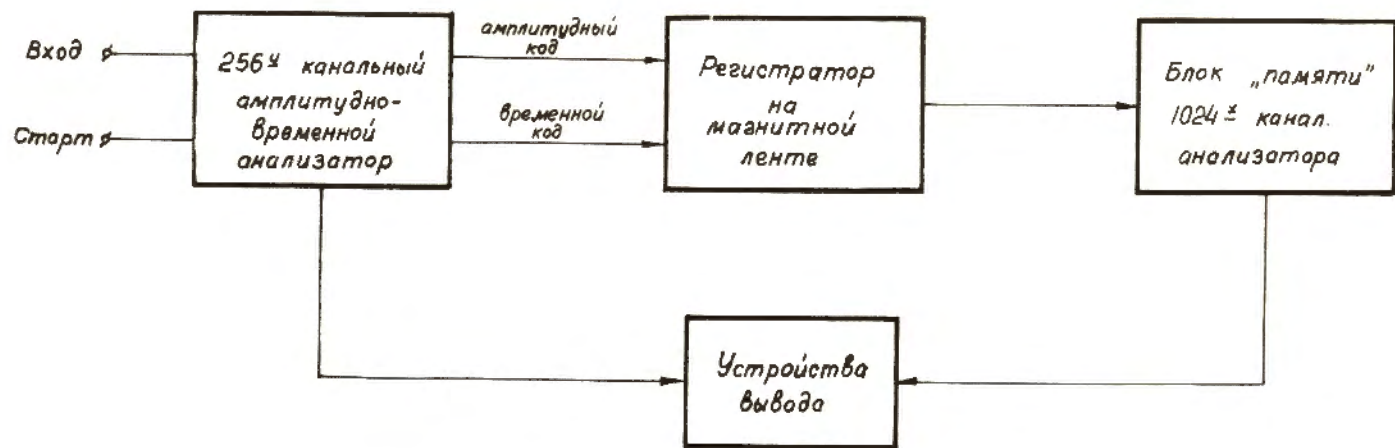 Вход
Старт
256й канальный
амплитудно-
временной
анализатор
амплитудный
код
временной
код
Регистратор
на
магнитной
ленте
Блок „памяти"
1024х канал.
анализатора
Устройства
вывода